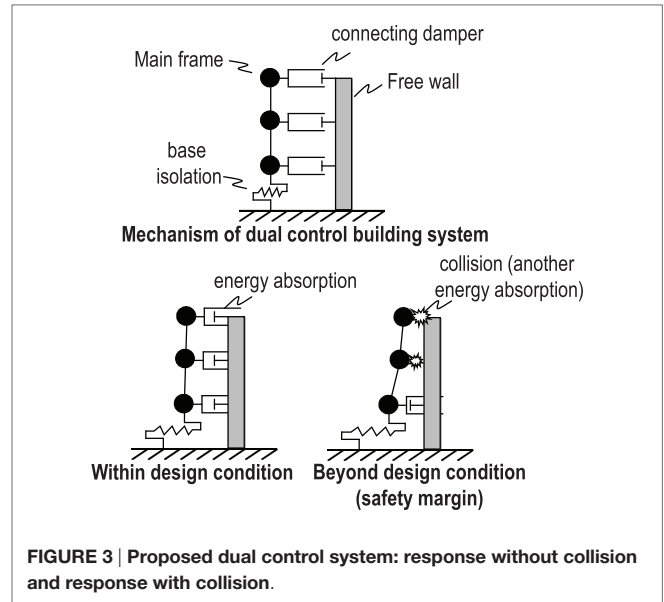 connecting damper
Main frame
Free wall
base
isolation
Mechanism of dual control building system
collision (another
energy absorption)
energy absorption
Within design condition
Beyond design condition
(safety margin)
FIGURE 3 | Proposed dual control system: response without collision
and response with collision.